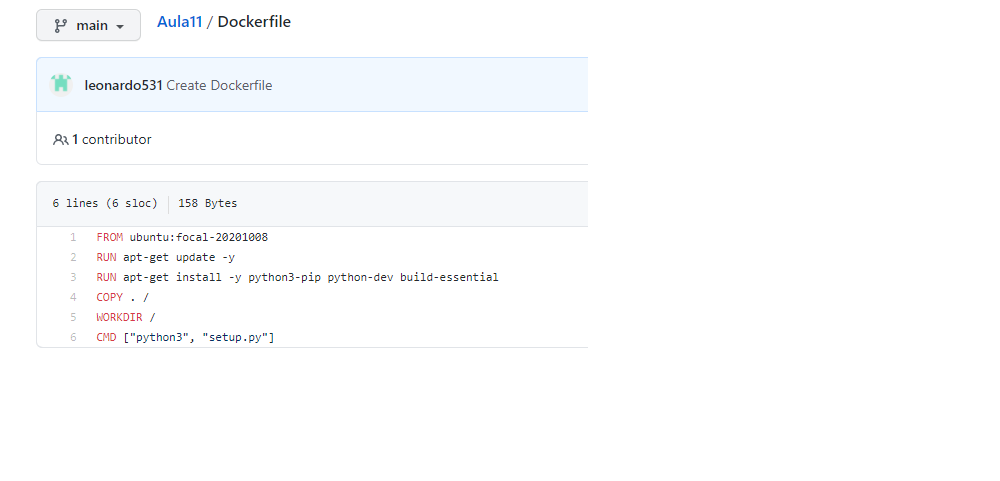 main
Aula11 / Dockerfile
leonardo531 Create Dockerfile
1 contributor
6 lines (6 sloc) 158 Bytes
1 FROM ubuntu:focal-20201008
2 RUN apt-get update -y
3 RUN apt-get install -y python3-pip python-dev build-essential
4 COPY . /
5 WORKDIR /
6 CMD ["python3", "setup.py"]